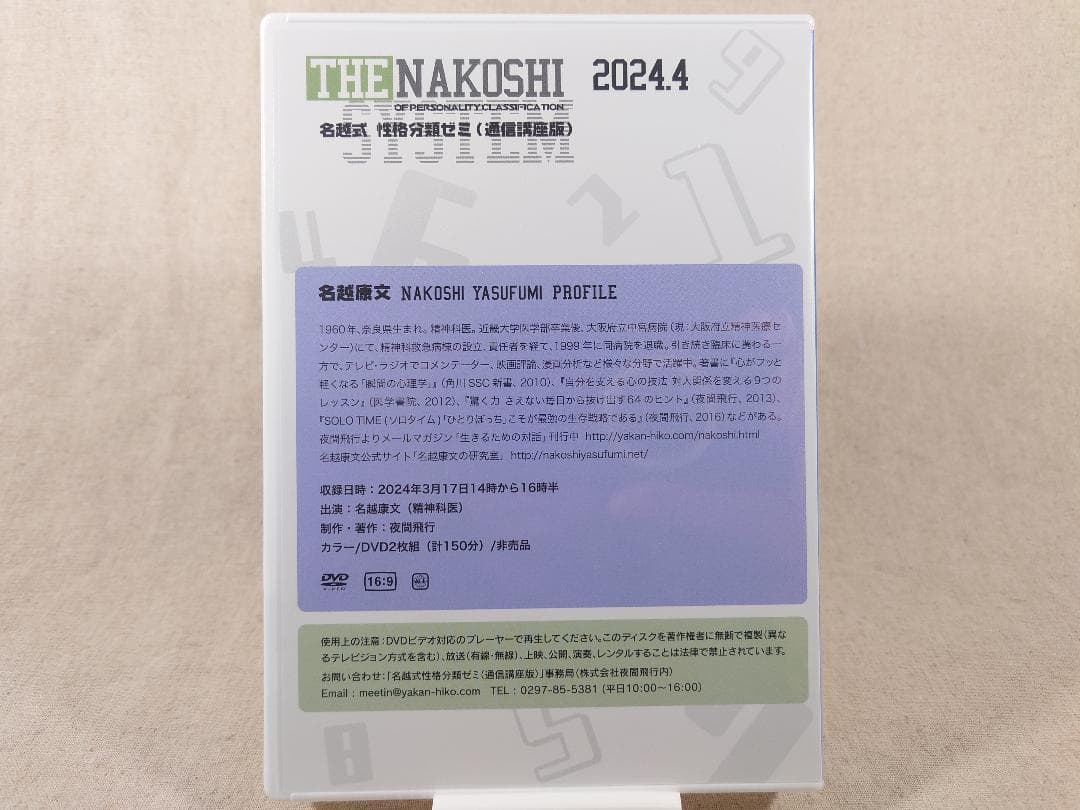 THE NAKOSHI 2024.4
OF PERSONALITY CLASSIFICATION
SYSTEM
名越式 性格分類ゼミ(通信講座版)
9
1
2
4
6
名越康文 NAKOSHI YASUFUMI PROFILE
1960年、奈良県生まれ。精神科医。近畿大学医学部卒業後、大阪府立中宮病院(現:大阪府立精神医療セ
ンター)にて、精神科救急病棟の設立、責任者を経て、1999年に同病院を退職。引き続き臨床に携わる一
方で、テレビ・ラジオでコメンテーター、映画評論、漫画分析など様々な分野で活躍中。著書に『心がフッと
軽くなる「瞬間の心理学」』(角川SSC新書、2010)、『自分を支える心の技法 対人関係を変える9つの
レッスン』(医学書院、2012)、『驚く力 さえない毎日から抜け出す64のヒント』(夜間飛行、2013)、
『SOLO TIME (ソロタイム)「ひとりぼっち」こそが最強の生存戦略である』(夜間飛行、2016)などがある。
夜間飛行よりメールマガジン「生きるための対話」刊行中 http://yakan-hiko.com/nakoshi.html
名越康文公式サイト「名越康文の研究室」 http://nakoshiyasufumi.net/
収録日時:2024年3月17日14時から16時半
出演:名越康文(精神科医)
制作・著作:夜間飛行
カラー/DVD2枚組(計150分)/非売品
DVD VIDEO 16:9
使用上の注意:DVDビデオ対応のプレーヤーで再生してください。このディスクを著作権者に無断で複製(異な
るテレビジョン方式を含む)、放送(有線・無線)、上映、公開、演奏、レンタルすることは法律で禁止されています。
お問い合わせ:「名越式性格分類ゼミ(通信講座版)」事務局(株式会社夜間飛行内)
Email : meetin@yakan-hiko.com TEL : 0297-85-5381 (平日10:00〜16:00)
8
5
7